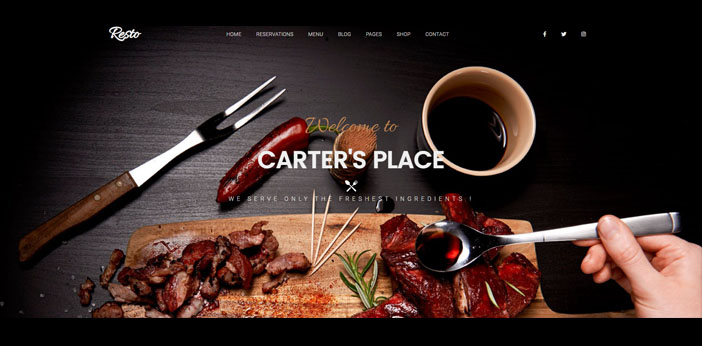 Resto
HOME RESERVATIONS MENU BLOG PAGES SHOP CONTACT
Welcome to
CARTER'S PLACE
WE SERVE ONLY THE FRESHEST INGREDIENTS !